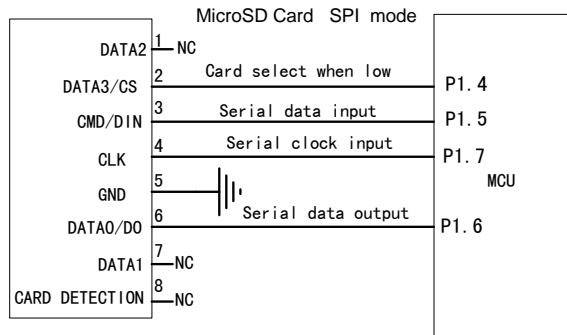 MicroSD Card SPI mode
DATA2 1 NC
DATA3/CS 2 Card select when low P1.4
CMD/DIN 3 Serial data input P1.5
CLK 4 Serial clock input P1.7
GND 5 MCU
DATA0/DO 6 Serial data output P1.6
DATA1 7 NC
CARD DETECTION 8 NC